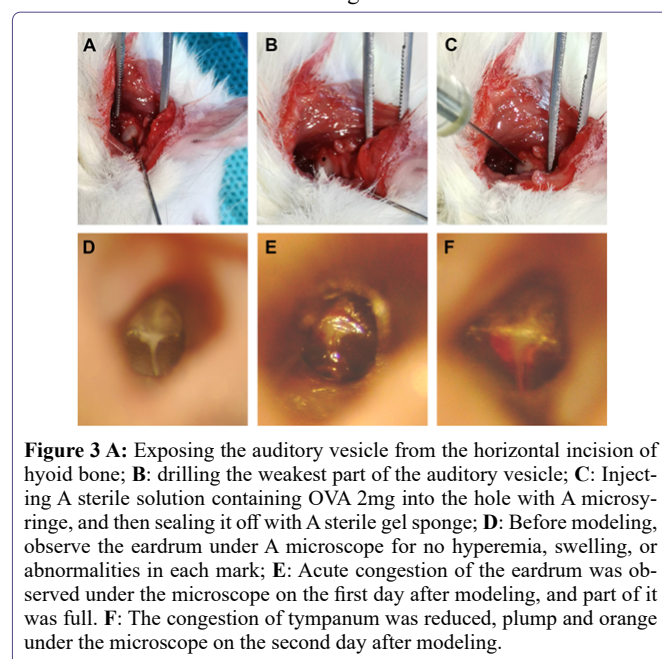 A
B
C
D
E
F
Figure 3 A: Exposing the auditory vesicle from the horizontal incision of
hyoid bone; B: drilling the weakest part of the auditory vesicle; C: Inject-
ing A sterile solution containing OVA 2mg into the hole with A microsy-
ringe, and then sealing it off with A sterile gel sponge; D: Before modeling,
observe the eardrum under A microscope for no hyperemia, swelling, or
abnormalities in each mark; E: Acute congestion of the eardrum was ob-
served under the microscope on the first day after modeling, and part of it
was full. F: The congestion of tympanum was reduced, plump and orange
under the microscope on the second day after modeling.